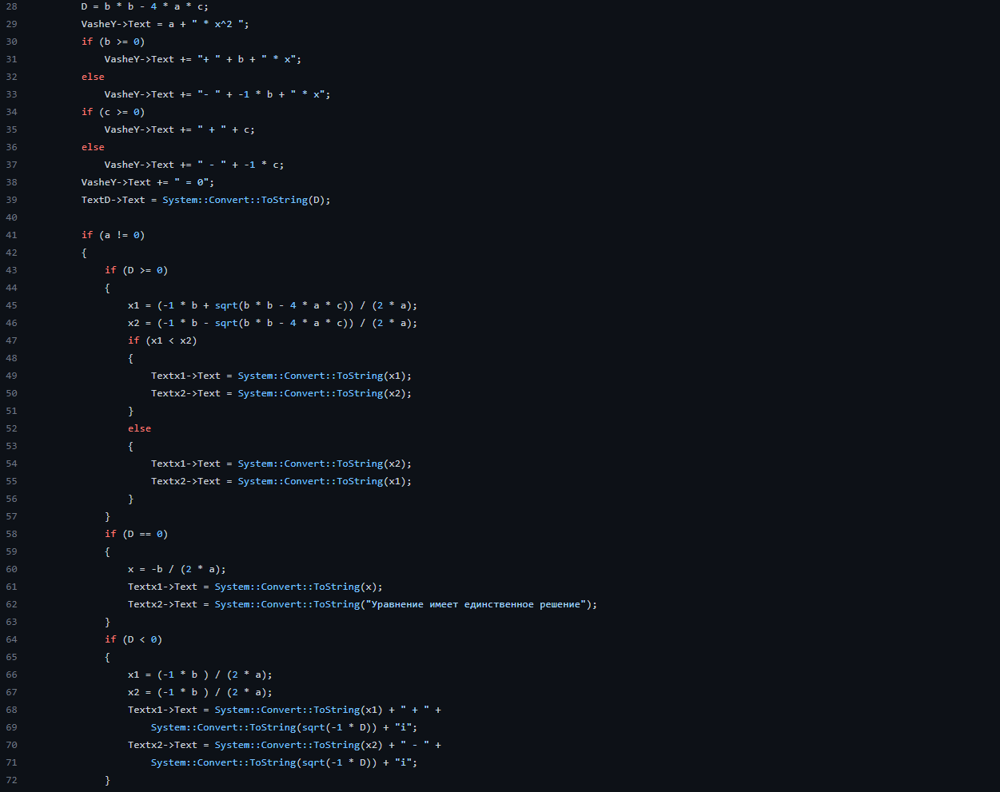 28 D = b * b - 4 * a * c;
29 VasheY->Text = a + " * x^2 ";
30 if (b >= 0)
31 VasheY->Text += "+ " + b + " * x";
32 else
33 VasheY->Text += "- " + -1 * b + " * x";
34 if (c >= 0)
35 VasheY->Text += " + " + c;
36 else
37 VasheY->Text += " - " + -1 * c;
38 VasheY->Text += " = 0";
39 TextD->Text = System::Convert::ToString(D);
40
41 if (a != 0)
42 {
43 if (D >= 0)
44 {
45 x1 = (-1 * b + sqrt(b * b - 4 * a * c)) / (2 * a);
46 x2 = (-1 * b - sqrt(b * b - 4 * a * c)) / (2 * a);
47 if (x1 < x2)
48 {
49 Textx1->Text = System::Convert::ToString(x1);
50 Textx2->Text = System::Convert::ToString(x2);
51 }
52 else
53 {
54 Textx1->Text = System::Convert::ToString(x2);
55 Textx2->Text = System::Convert::ToString(x1);
56 }
57 }
58 if (D == 0)
59 {
60 x = -b / (2 * a);
61 Textx1->Text = System::Convert::ToString(x);
62 Textx2->Text = System::Convert::ToString("Уравнение имеет единственное решение");
63 }
64 if (D < 0)
65 {
66 x1 = (-1 * b ) / (2 * a);
67 x2 = (-1 * b ) / (2 * a);
68 Textx1->Text = System::Convert::ToString(x1) + " + " +
69 System::Convert::ToString(sqrt(-1 * D)) + "i";
70 Textx2->Text = System::Convert::ToString(x2) + " - " +
71 System::Convert::ToString(sqrt(-1 * D)) + "i";
72 }